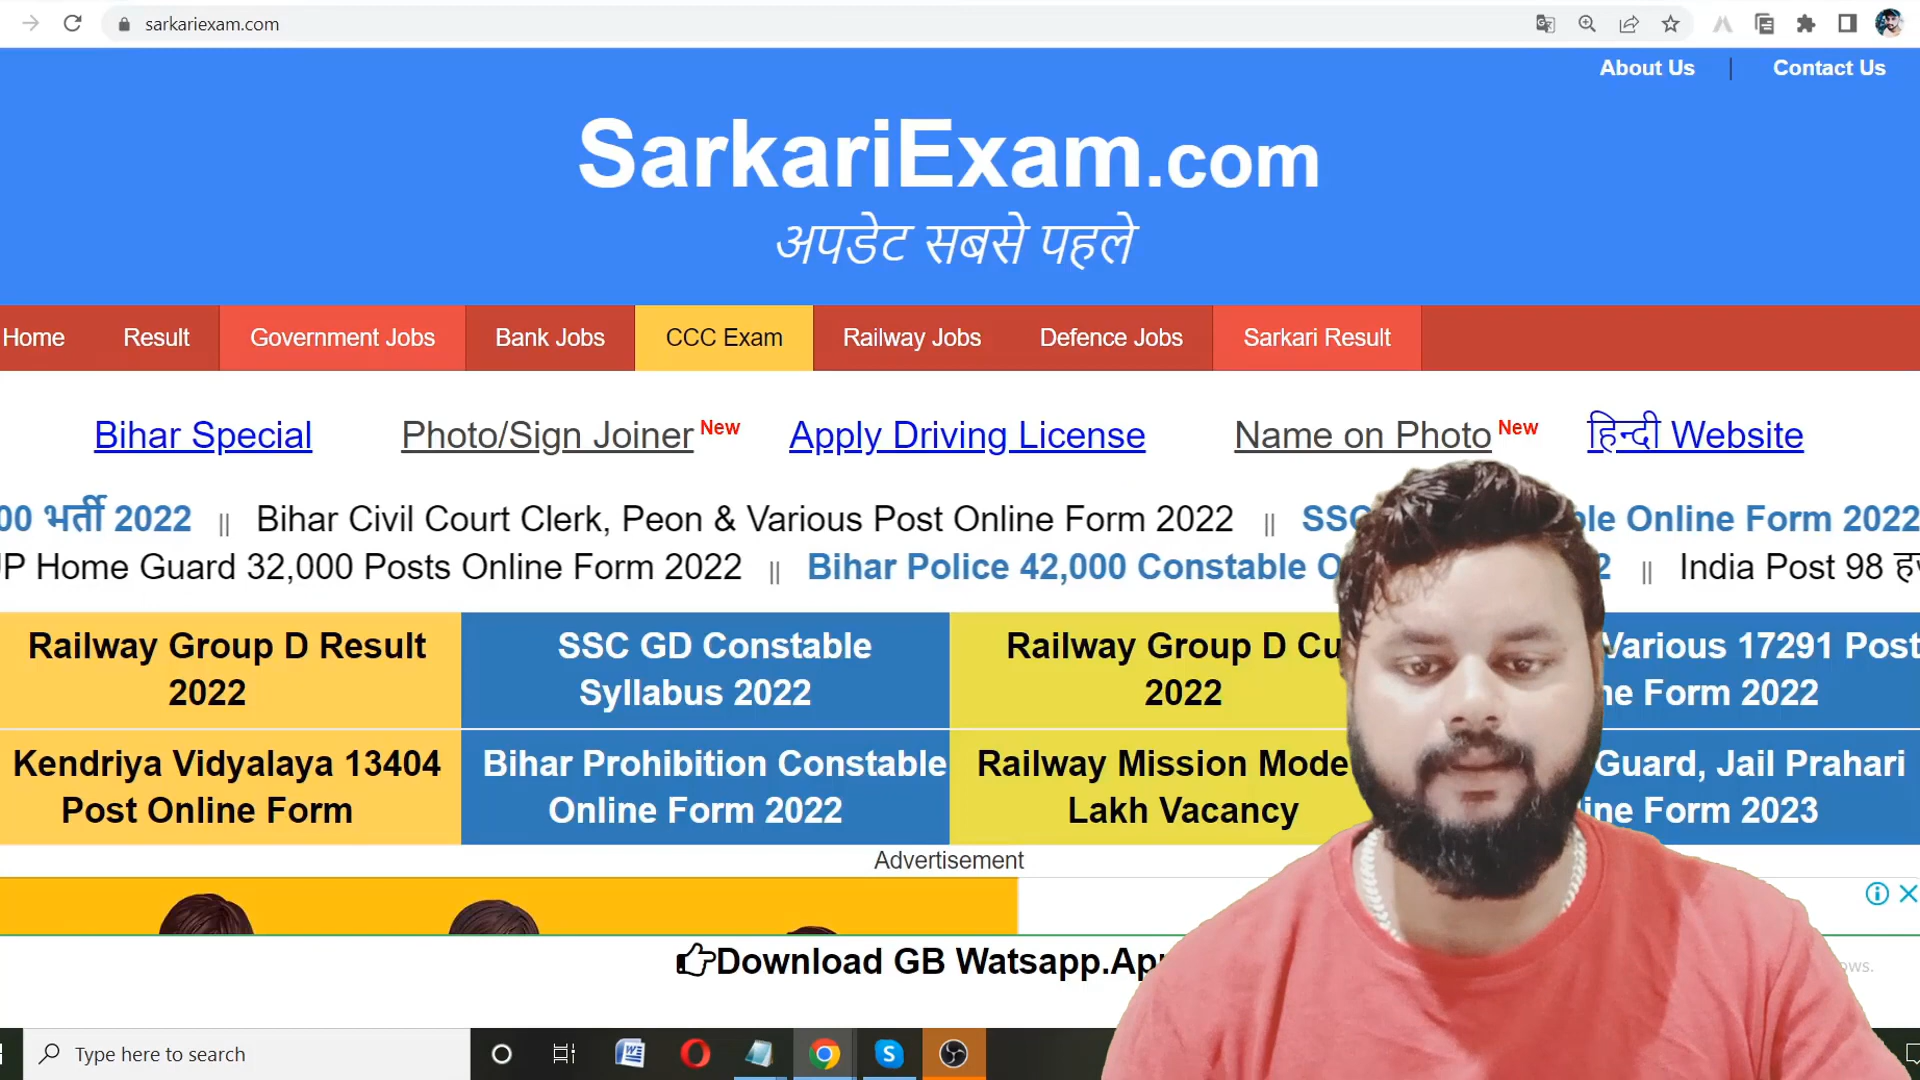 sarkariexam.com
About Us | Contact Us
SarkariExam.com
अपडेट सबसे पहले
Home Result Government Jobs Bank Jobs CCC Exam Railway Jobs Defence Jobs Sarkari Result
Bihar Special Photo/Sign Joiner New Apply Driving License Name on Photo New हिन्दी Website
00 भर्ती 2022 || Bihar Civil Court Clerk, Peon & Various Post Online Form 2022 || SSC Online Form 2022
Home Guard 32,000 Posts Online Form 2022 || Bihar Police 42,000 Constable || India Post 98
Railway Group D Result
2022
SSC GD Constable
Syllabus 2022
Railway Group D
2022
Various 17291 Post
Form 2022
Kendriya Vidyalaya 13404
Post Online Form
Bihar Prohibition Constable
Online Form 2022
Railway Mission Mode
Lakh Vacancy
Guard, Jail Prahari
Form 2023
Advertisement
Download GB Watsapp.
Type here to search